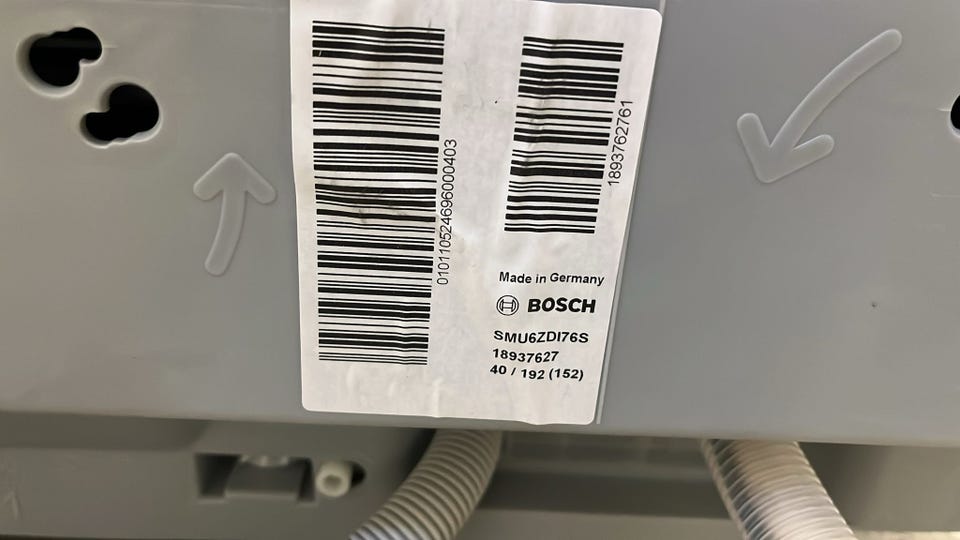 010110524696000403
1893762761
Made in Germany
BOSCH
SMU6ZDI76S
18937627
40 / 192 (152)